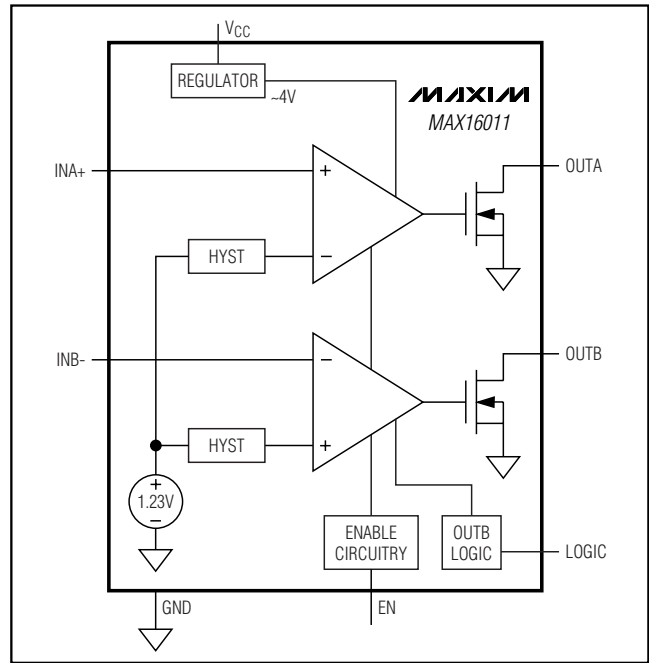 VCC
REGULATOR
~4V
MAXIM
MAX16011
INA+
+
OUTA
HYST
−
INB-
−
OUTB
HYST
+
+
1.23V
−
ENABLE
CIRCUITRY
OUTB
LOGIC
LOGIC
GND
EN